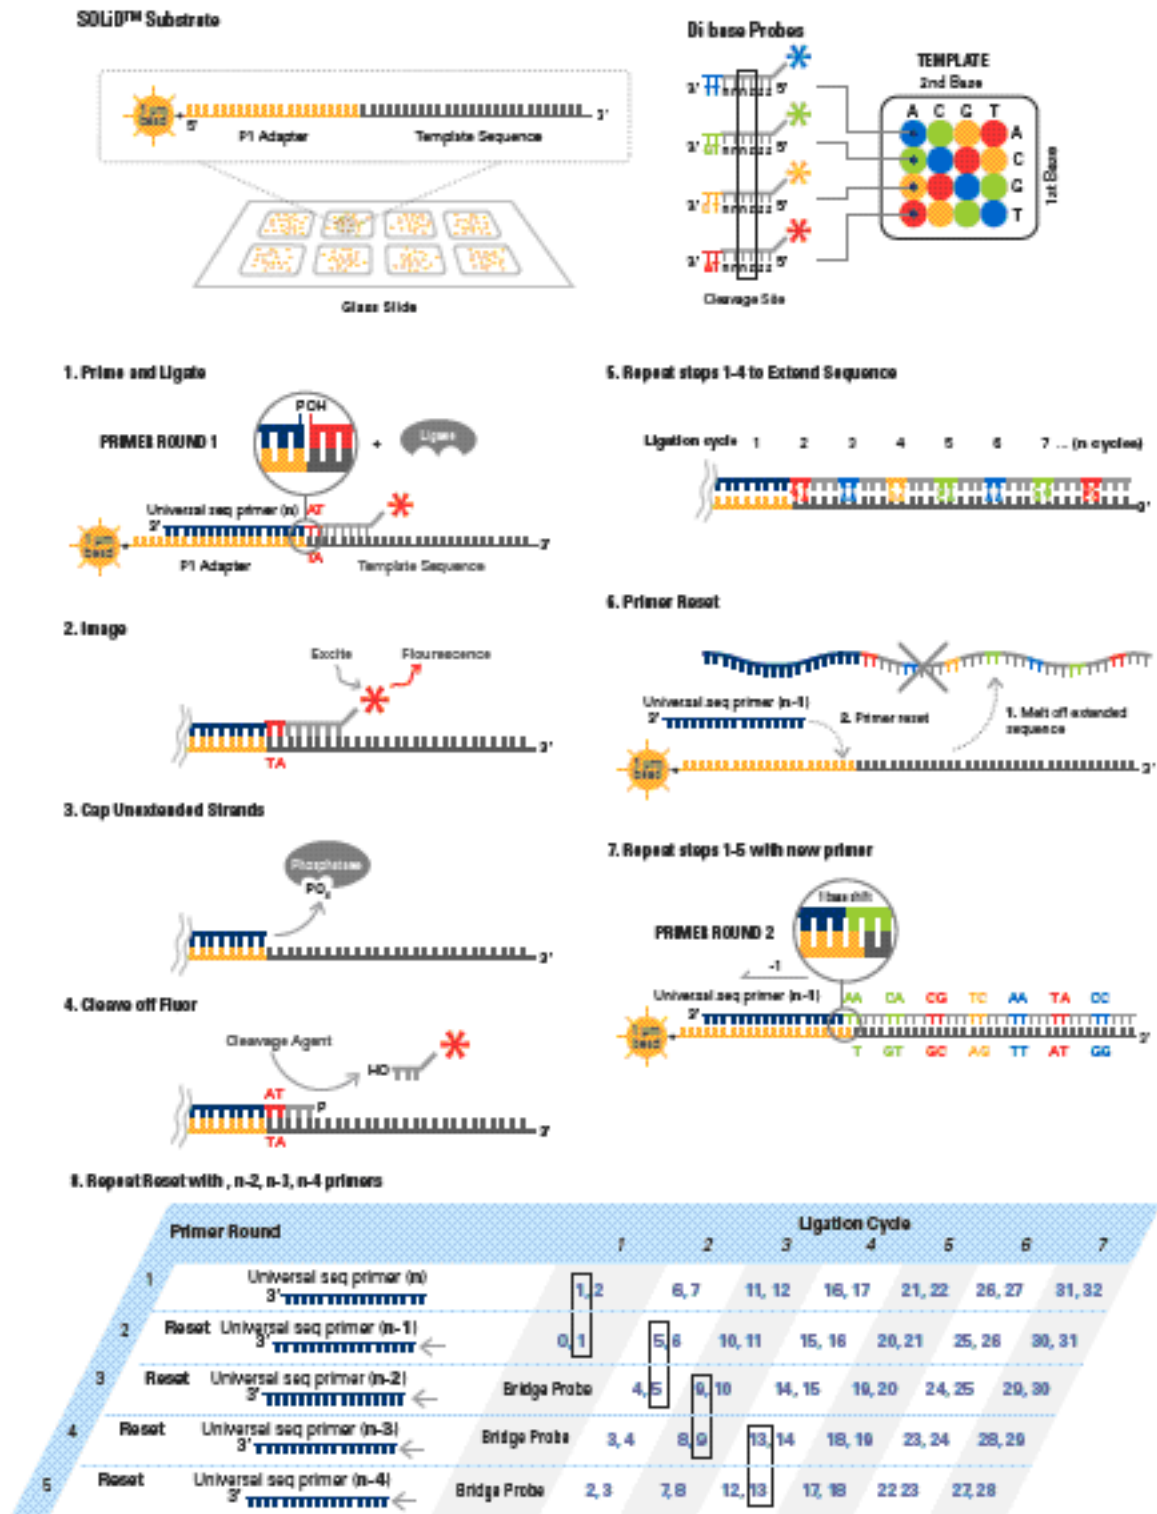 SOLiD™ Substrate
1 µm
bead
5'
3'
P1 Adapter
Template Sequence
Glass Slide
Di base Probes
3'
5'
3'
5'
3'
5'
3'
5'
Cleavage Site
TEMPLATE
2nd Base
A C G T
A
C
G
T
1st Base
1. Prime and Ligate
POH
PRIMER ROUND 1
+
Ligase
Universal seq primer (n)
3'
AT
1 µm
bead
TA
3'
P1 Adapter
Template Sequence
2. Image
Excite
Flourescence
TA
3'
3. Cap Unextended Strands
Phosphatase
PO
3'
4. Cleave off Fluor
Cleavage Agent
HO
AT
P
TA
3'
5. Repeat steps 1-4 to Extend Sequence
Ligation cycle 1 2 3 4 5 6 7 ... (n cycles)
3'
6. Primer Reset
Universal seq primer (n-1)
3'
2. Primer reset
1. Melt off extended
sequence
1 µm
bead
3'
7. Repeat steps 1-5 with new primer
1 base shift
PRIMER ROUND 2
-1
Universal seq primer (n-1)
3'
AA CA CG TC AA TA CC
1 µm
bead
3'
T GT GC AG TT AT GG
8. Repeat Reset with , n-2, n-3, n-4 primers
Primer Round
Ligation Cycle
1 2 3 4 5 6 7
1 Universal seq primer (n) 1, 2 6, 7 11, 12 16, 17 21, 22 26, 27 31, 32
3'
2 Reset Universal seq primer (n-1) 0, 1 5, 6 10, 11 15, 16 20, 21 25, 26 30, 31
3'
3 Reset Universal seq primer (n-2) Bridge Probe 4, 5 9, 10 14, 15 19, 20 24, 25 29, 30
3'
4 Reset Universal seq primer (n-3) Bridge Probe 3, 4 8, 9 13, 14 18, 19 23, 24 28, 29
3'
5 Reset Universal seq primer (n-4) Bridge Probe 2, 3 7, 8 12, 13 17, 18 22 23 27, 28
3'